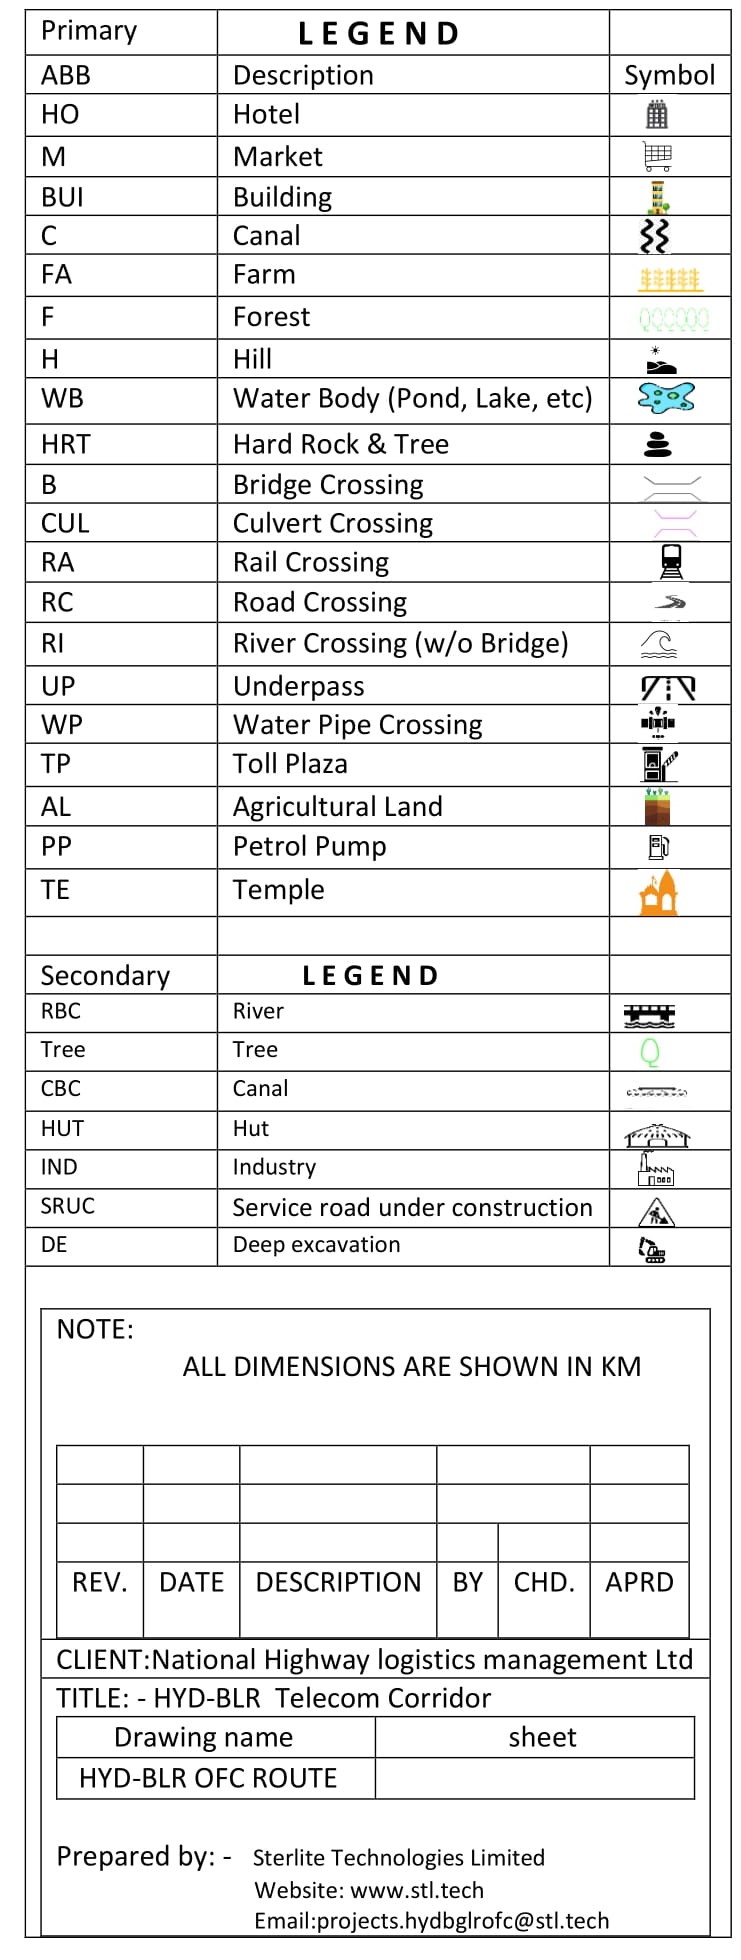 Primary LEGEND
ABB Description Symbol
HO Hotel
M Market
BUI Building
C Canal
FA Farm
F Forest
H Hill
WB Water Body (Pond, Lake, etc)
HRT Hard Rock & Tree
B Bridge Crossing
CUL Culvert Crossing
RA Rail Crossing
RC Road Crossing
RI River Crossing (w/o Bridge)
UP Underpass
WP Water Pipe Crossing
TP Toll Plaza
AL Agricultural Land
PP Petrol Pump
TE Temple
Secondary LEGEND
RBC River
Tree Tree
CBC Canal
HUT Hut
IND Industry
SRUC Service road under construction
DE Deep excavation
NOTE:
ALL DIMENSIONS ARE SHOWN IN KM
REV. DATE DESCRIPTION BY CHD. APRD
CLIENT:National Highway logistics management Ltd
TITLE: - HYD-BLR Telecom Corridor
Drawing name sheet
HYD-BLR OFC ROUTE
Prepared by: - Sterlite Technologies Limited
Website: www.stl.tech
Email:projects.hydbglrofc@stl.tech